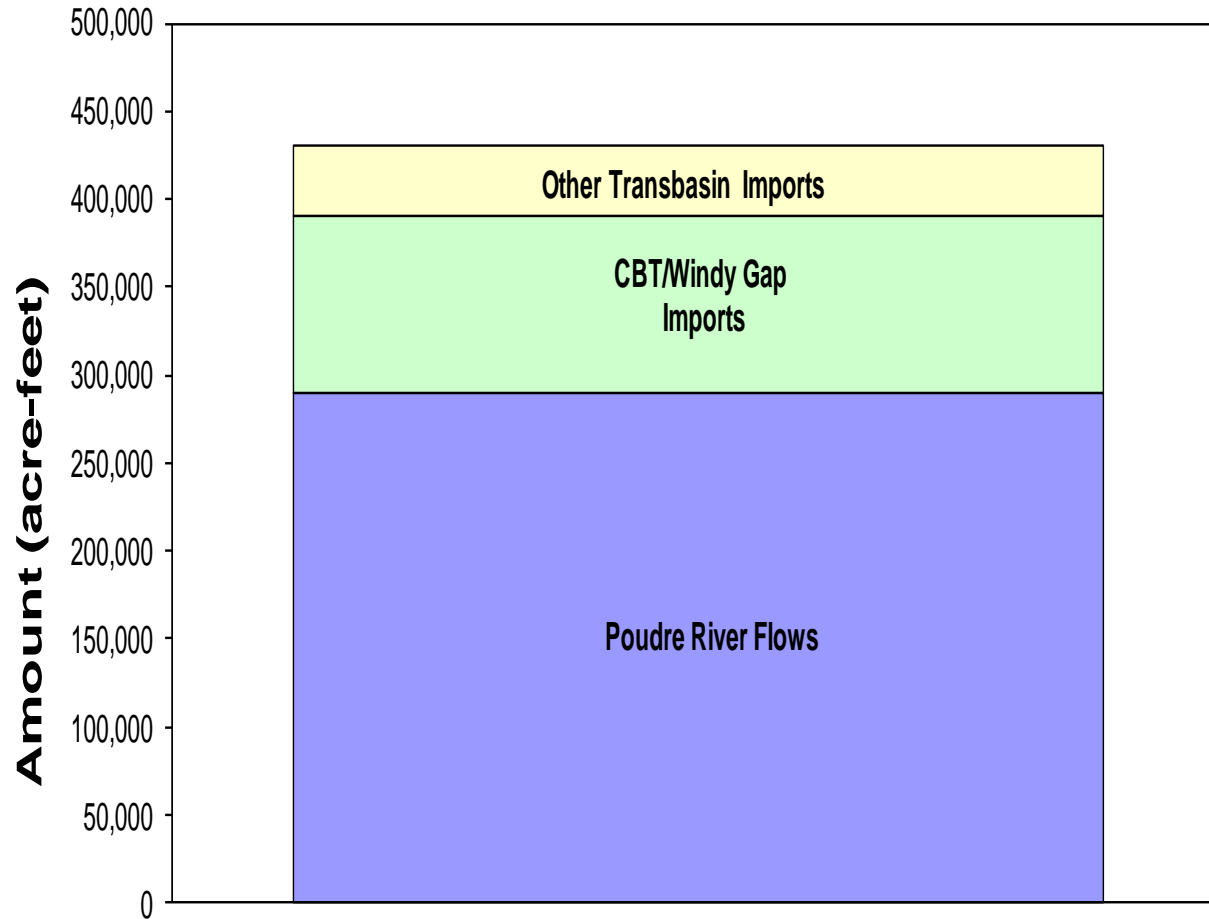 500,000
450,000
400,000
350,000
300,000
250,000
200,000
150,000
100,000
50,000
0
Amount (acre-feet)
Other Transbasin Imports
CBT/Windy Gap
Imports
Poudre River Flows